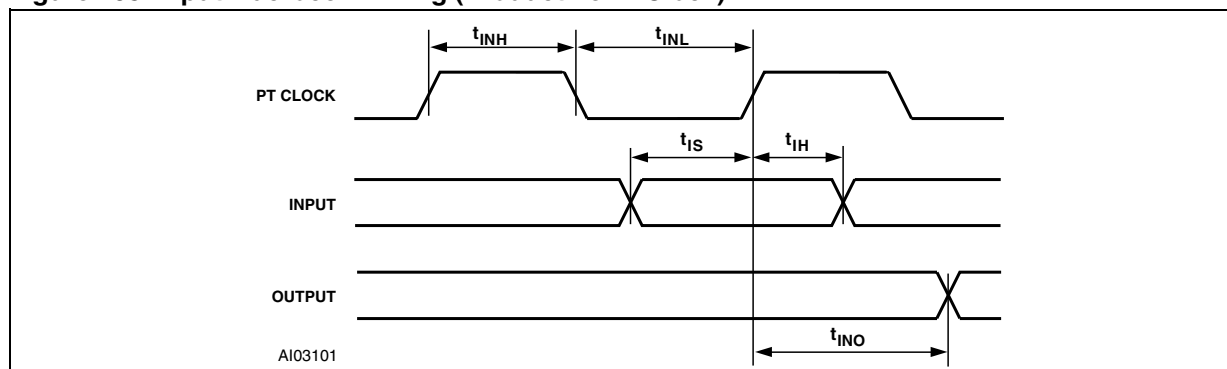 tINH tINL
PT CLOCK
tIS tIH
INPUT
OUTPUT
tINO
AI03101